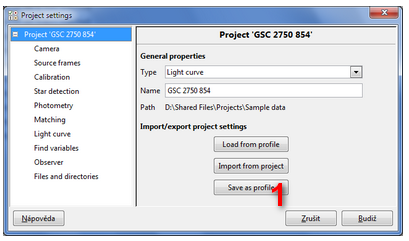 Project settings
Project 'GSC 2750 854'
Camera
Source frames
Calibration
Star detection
Photometry
Matching
Light curve
Find variables
Observer
Files and directories
Project 'GSC 2750 854'
General properties
Type Light curve
Name GSC 2750 854
Path D:\Shared Files\Projects\Sample data
Import/export project settings
Load from profile
Import from project
Save as profile
1
Nápověda
Zrušit
Budiž